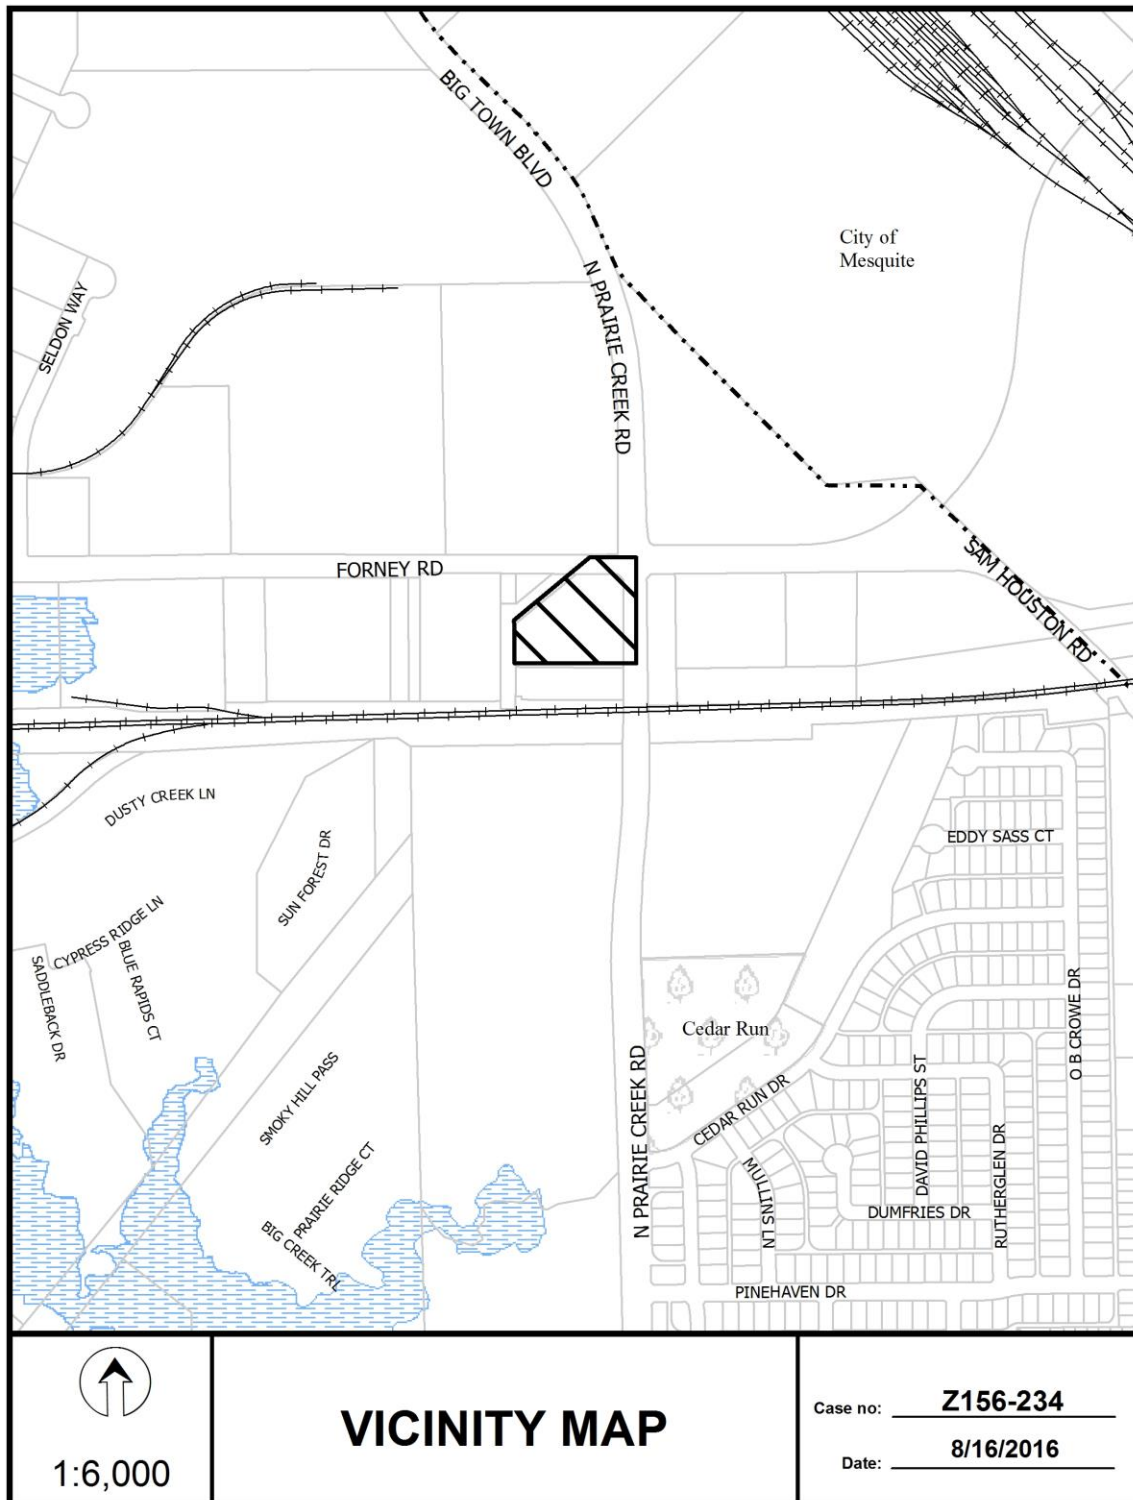 BIG TOWN BLVD
City of
Mesquite
N PRAIRIE CREEK RD
SELDON WAY
FORNEY RD
SAM HOUSTON RD
DUSTY CREEK LN
EDDY SASS CT
SUN FOREST DR
CYPRESS RIDGE LN
BLUE RAPIDS CT
SADDLEBACK DR
O B CROWE DR
Cedar Run
SMOKY HILL PASS
N PRAIRIE CREEK RD
CEDAR RUN DR
DAVID PHILLIPS ST
RUTHERGLEN DR
PRAIRIE RIDGE CT
MULLINS LN
DUMFRIES DR
BIG CREEK TRL
PINEHAVEN DR
1:6,000
VICINITY MAP
Case no: Z156-234
Date: 8/16/2016